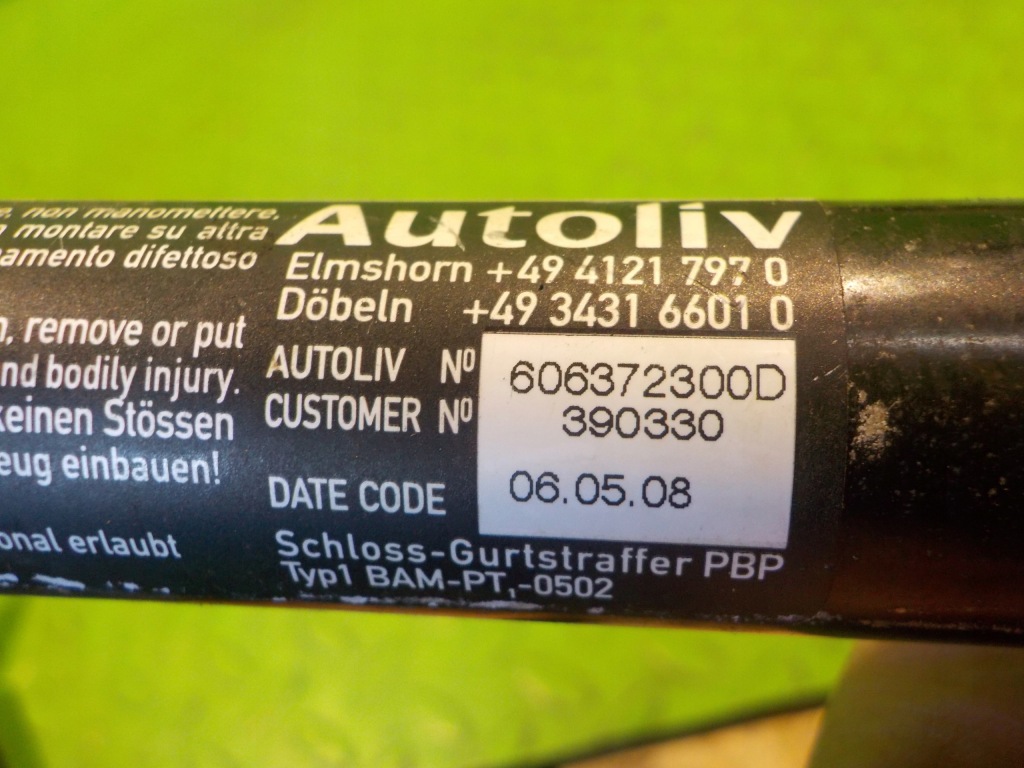 e, non manomettere,
montare su altra
amento difettoso
, remove or put
nd bodily injury.
keinen Stössen
eug einbauen!
onal erlaubt
Autoliv
Elmshorn +49 4121 797 0
Döbeln +49 3431 6601 0
AUTOLIV Nº 606372300D
CUSTOMER Nº 390330
DATE CODE 06.05.08
Schloss-Gurtstraffer PBP
Typ1 BAM-PT,-0502